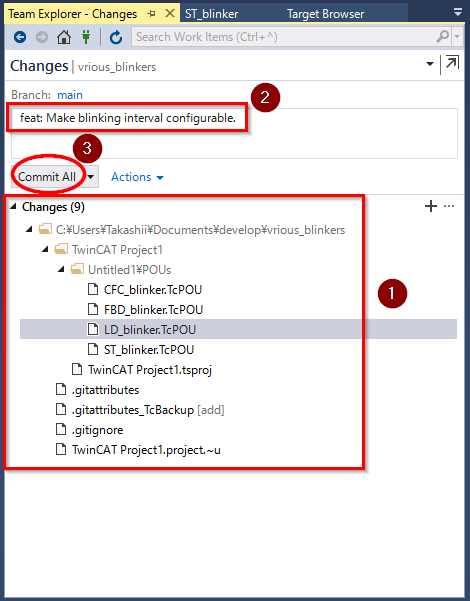 Team Explorer - Changes ST_blinker Target Browser
Search Work Items (Ctrl+^)
Changes | vrious_blinkers
Branch: main
2
feat: Make blinking interval configurable.
3
Commit All Actions
Changes (9)
C:¥Users¥Takashii¥Documents¥develop¥vrious_blinkers
TwinCAT Project1
Untitled1¥POUs
CFC_blinker.TcPOU
1
FBD_blinker.TcPOU
LD_blinker.TcPOU
ST_blinker.TcPOU
TwinCAT Project1.tsproj
.gitattributes
.gitattributes_TcBackup [add]
.gitignore
TwinCAT Project1.project.~u